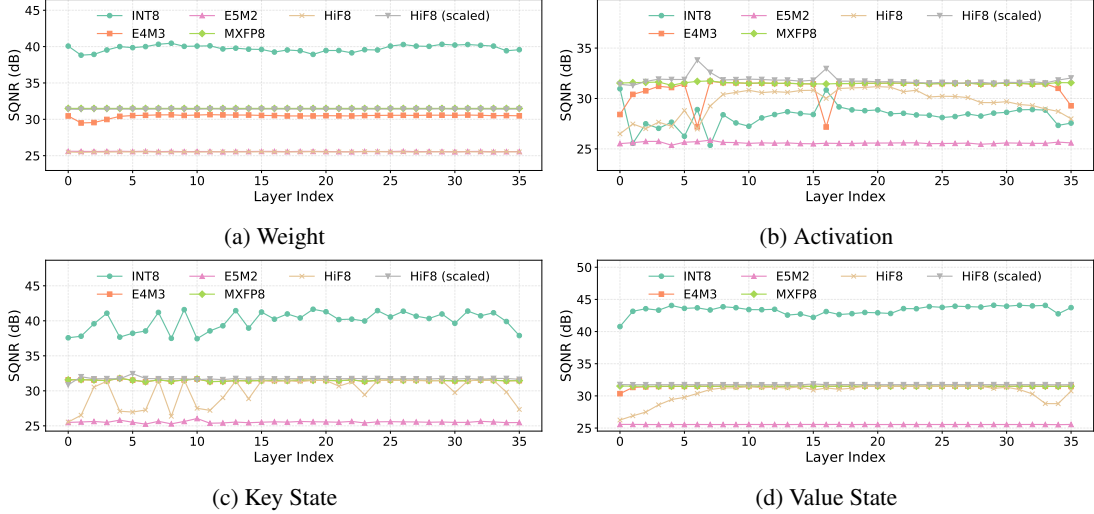 INT8 E5M2 HiF8 HiF8 (scaled)
E4M3 MXFP8
45
40
35
30
25
SQNR (dB)
0 5 10 15 20 25 30 35
Layer Index
(a) Weight
INT8 E5M2 HiF8 HiF8 (scaled)
E4M3 MXFP8
35
30
25
SQNR (dB)
0 5 10 15 20 25 30 35
Layer Index
(b) Activation
INT8 E5M2 HiF8 HiF8 (scaled)
E4M3 MXFP8
45
40
35
30
25
SQNR (dB)
0 5 10 15 20 25 30 35
Layer Index
(c) Key State
INT8 E5M2 HiF8 HiF8 (scaled)
E4M3 MXFP8
50
45
40
35
30
25
SQNR (dB)
0 5 10 15 20 25 30 35
Layer Index
(d) Value State